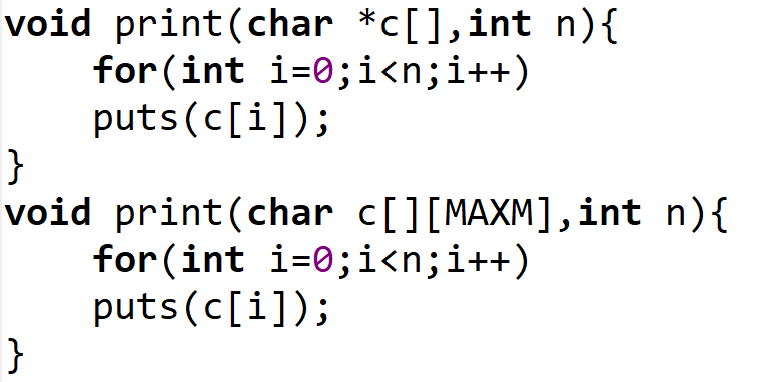 void print(char *c[],int n){
    for(int i=0;i<n;i++)
    puts(c[i]);
}
void print(char c[][MAXM],int n){
    for(int i=0;i<n;i++)
    puts(c[i]);
}